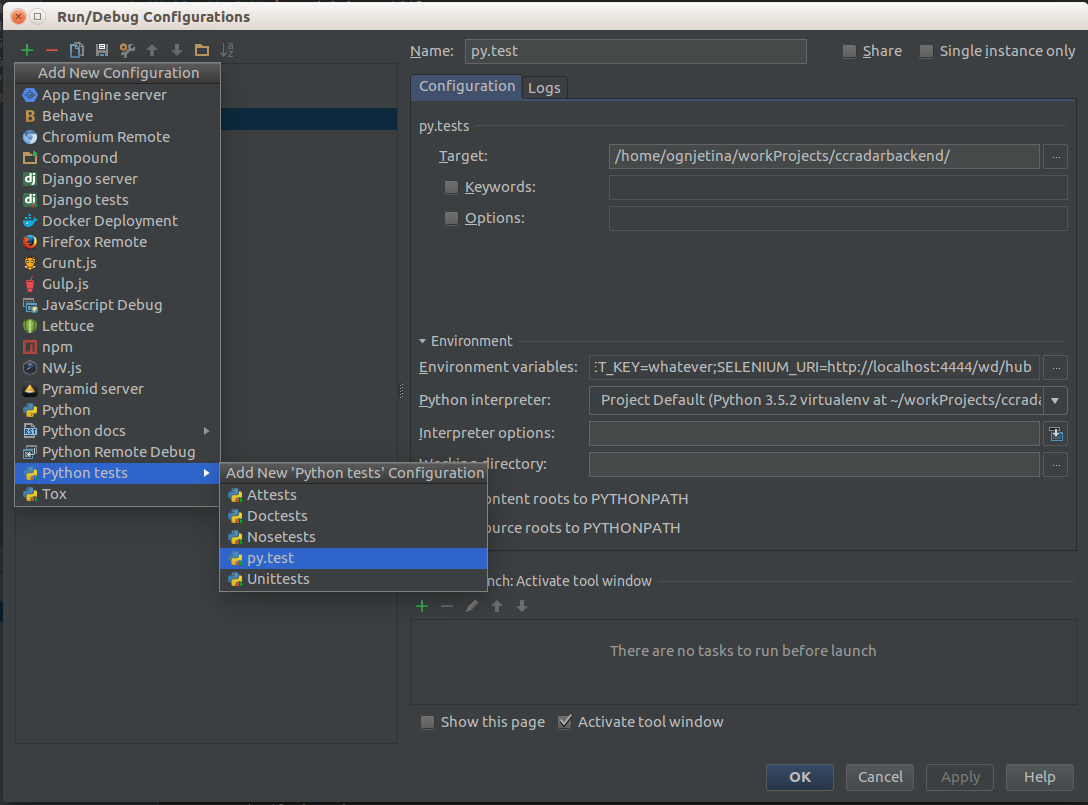 Run/Debug Configurations
Add New Configuration
App Engine server
Behave
Chromium Remote
Compound
Django server
Django tests
Docker Deployment
Firefox Remote
Grunt.js
Gulp.js
JavaScript Debug
Lettuce
npm
NW.js
Pyramid server
Python
Python docs
Python Remote Debug
Python tests
Tox
Add New 'Python tests' Configuration
Attests
Doctests
Nosetests
py.test
Unittests
Name: py.test Share Single instance only
Configuration Logs
py.tests
Target: /home/ognjetina/workProjects/ccradarbackend/ ...
Keywords:
Options:
Environment
Environment variables: ET_KEY=whatever;SELENIUM_URI=http://localhost:4444/wd/hub ...
Python interpreter: Project Default (Python 3.5.2 virtualenv at ~/workProjects/ccrada
Interpreter options:
Working directory: ...
ontent roots to PYTHONPATH
ource roots to PYTHONPATH
nch: Activate tool window
There are no tasks to run before launch
Show this page Activate tool window
OK Cancel Apply Help